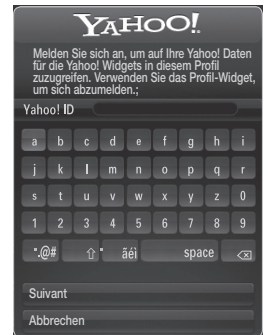 YAHOO!
Melden Sie sich an, um auf Ihre Yahoo! Daten
für die Yahoo! Widgets in diesem Profil
zuzugreifen. Verwenden Sie das Profil-Widget,
um sich abzumelden.;
Yahoo! ID
a b c d e f g h i
j k l m n o p q r
s t u v w x y z 0
1 2 3 4 5 6 7 8 9
".@# ⇧" ãéi space ⌫
Suivant
Abbrechen